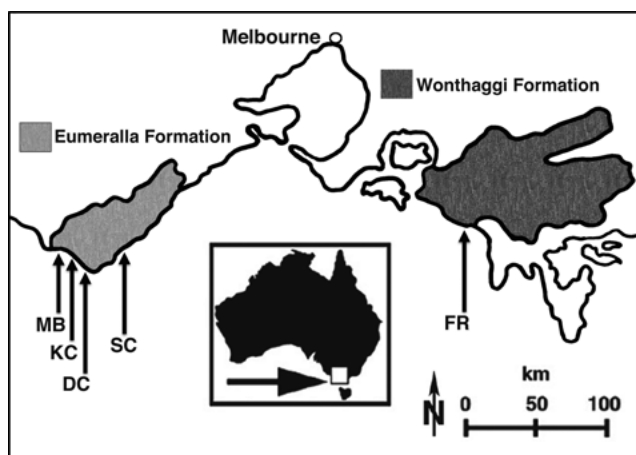 Melbourne
Wonthaggi Formation
Eumeralla Formation
MB
KC
DC
SC
FR
km
N
0 50 100